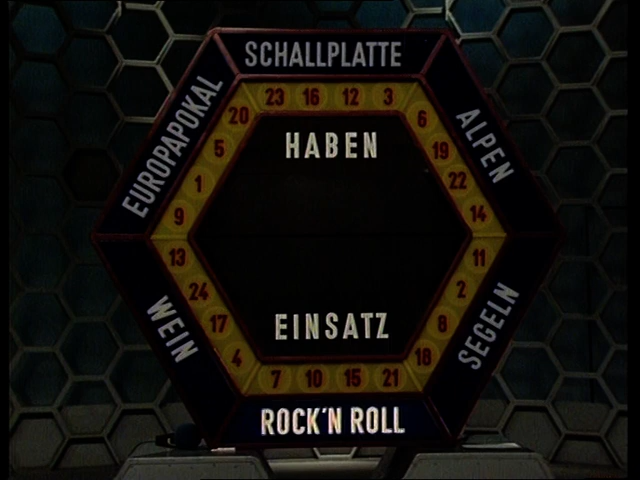 SCHALLPLATTE
EUROPAPOKAL
ALPEN
23 16 12 3
20 5 1 9
6 19 22 14
HABEN
13 24 17 4
11 2 8 18
EINSATZ
7 10 15 21
WEIN
SEGELN
ROCK'N ROLL